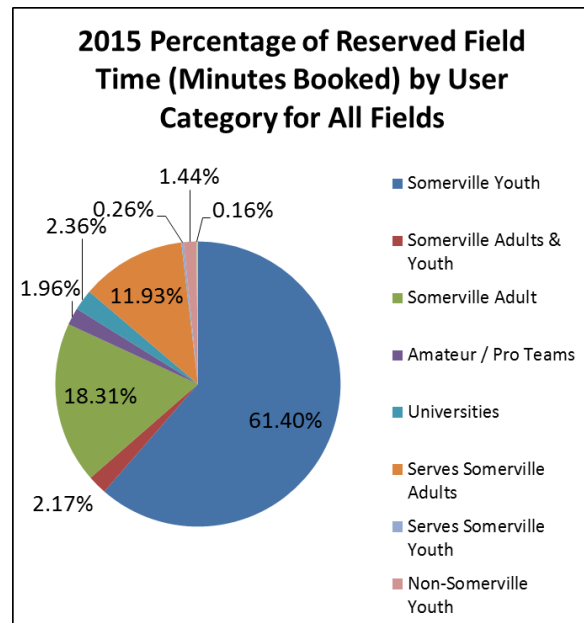 2015 Percentage of Reserved Field
Time (Minutes Booked) by User
Category for All Fields
1.44%
0.26%
0.16%
2.36%
1.96%
11.93%
18.31%
61.40%
2.17%
Somerville Youth
Somerville Adults &
Youth
Somerville Adult
Amateur / Pro Teams
Universities
Serves Somerville
Adults
Serves Somerville
Youth
Non-Somerville
Youth